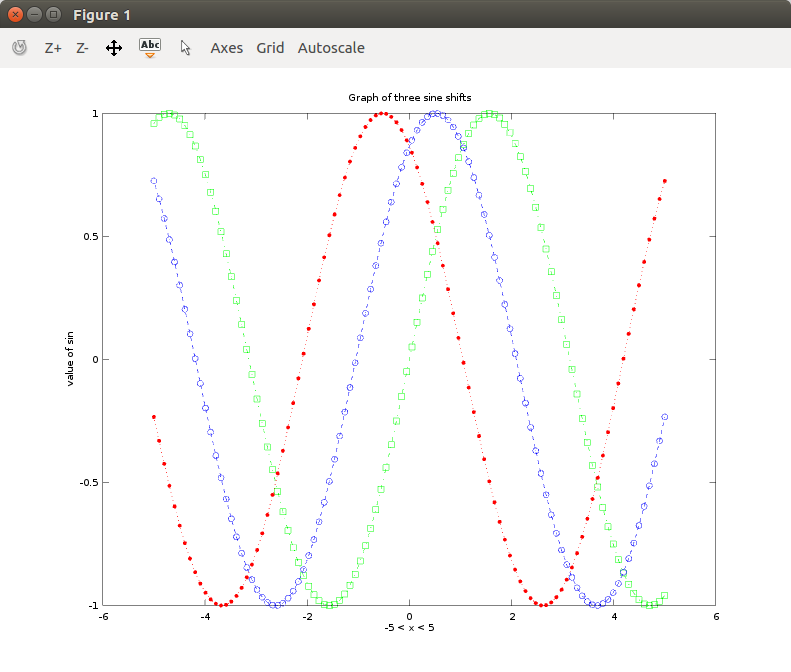 Figure 1
Z+ Z- Abc Axes Grid Autoscale
Graph of three sine shifts
1
0.5
0
-0.5
-1
value of sin
-6 -4 -2 0 2 4 6
-5 < x < 5